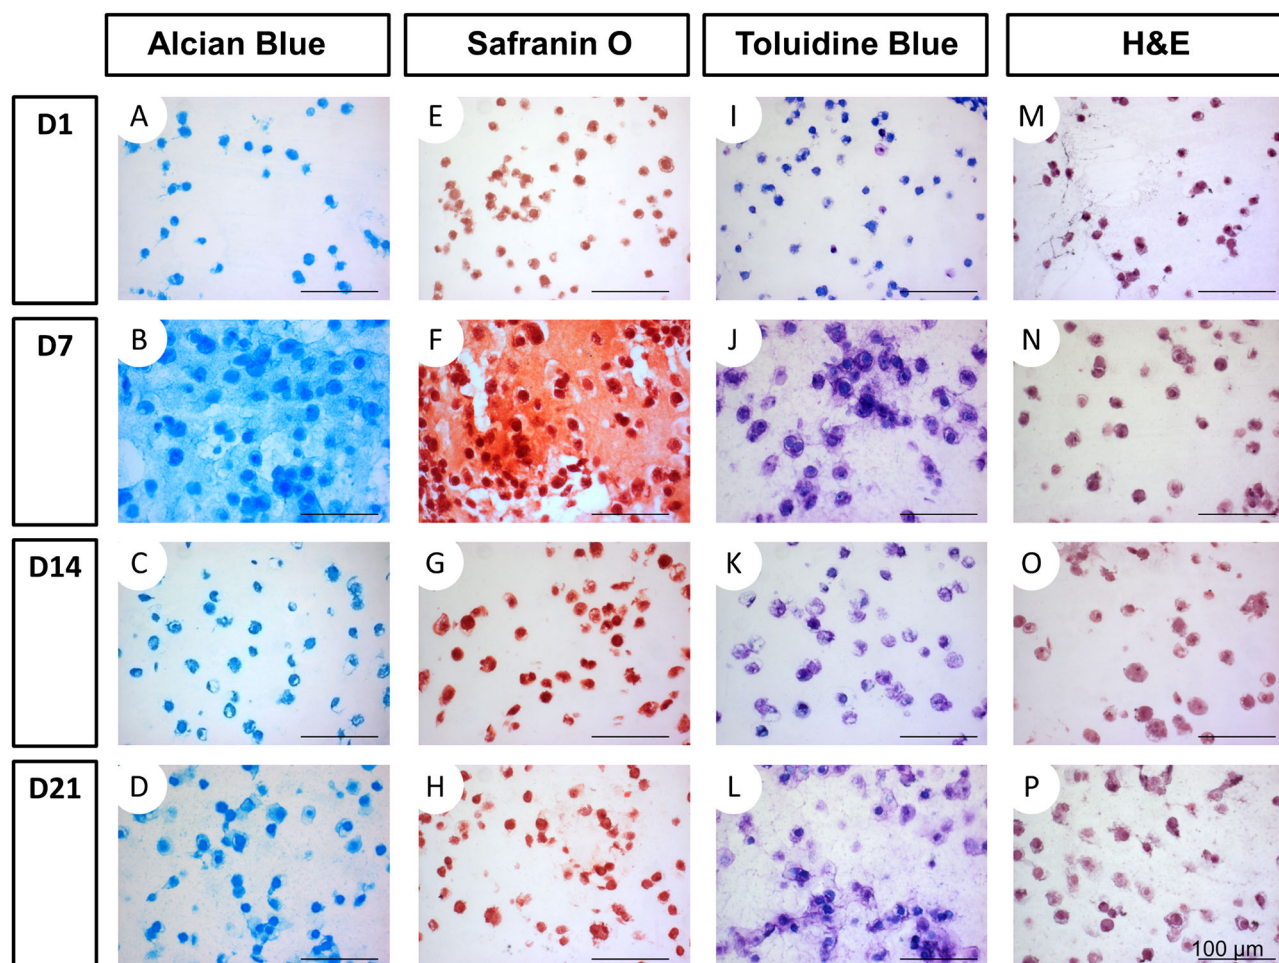 Alcian Blue
Safranin O
Toluidine Blue
H&E
D1
A
E
I
M
D7
B
F
J
N
D14
C
G
K
O
D21
D
H
L
P
100 µm